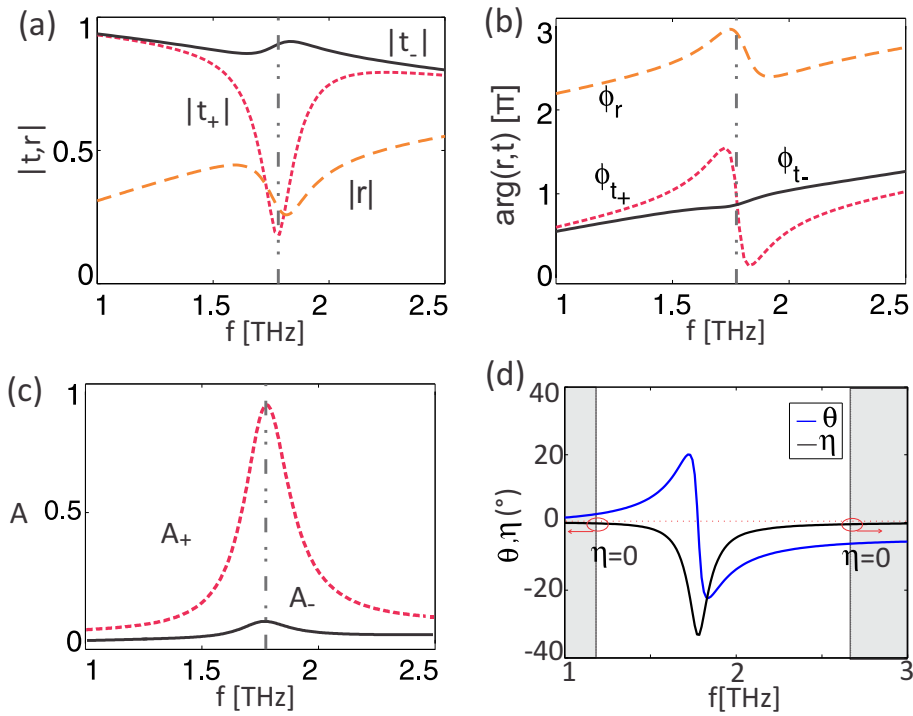 (a)
|t,r|
1
0.5
0
1
1.5
2
2.5
f [THz]
|t₋|
|t₊|
|r|
(b)
arg(r,t) [π]
3
2
1
0
1
1.5
2
2.5
f [THz]
ϕr
ϕt₊
ϕt₋
(c)
A
1
0.5
0
1
1.5
2
2.5
f [THz]
A₊
A₋
(d)
θ,η (°)
40
20
0
-20
-40
1
2
3
f[THz]
θ
η
η=0
η=0